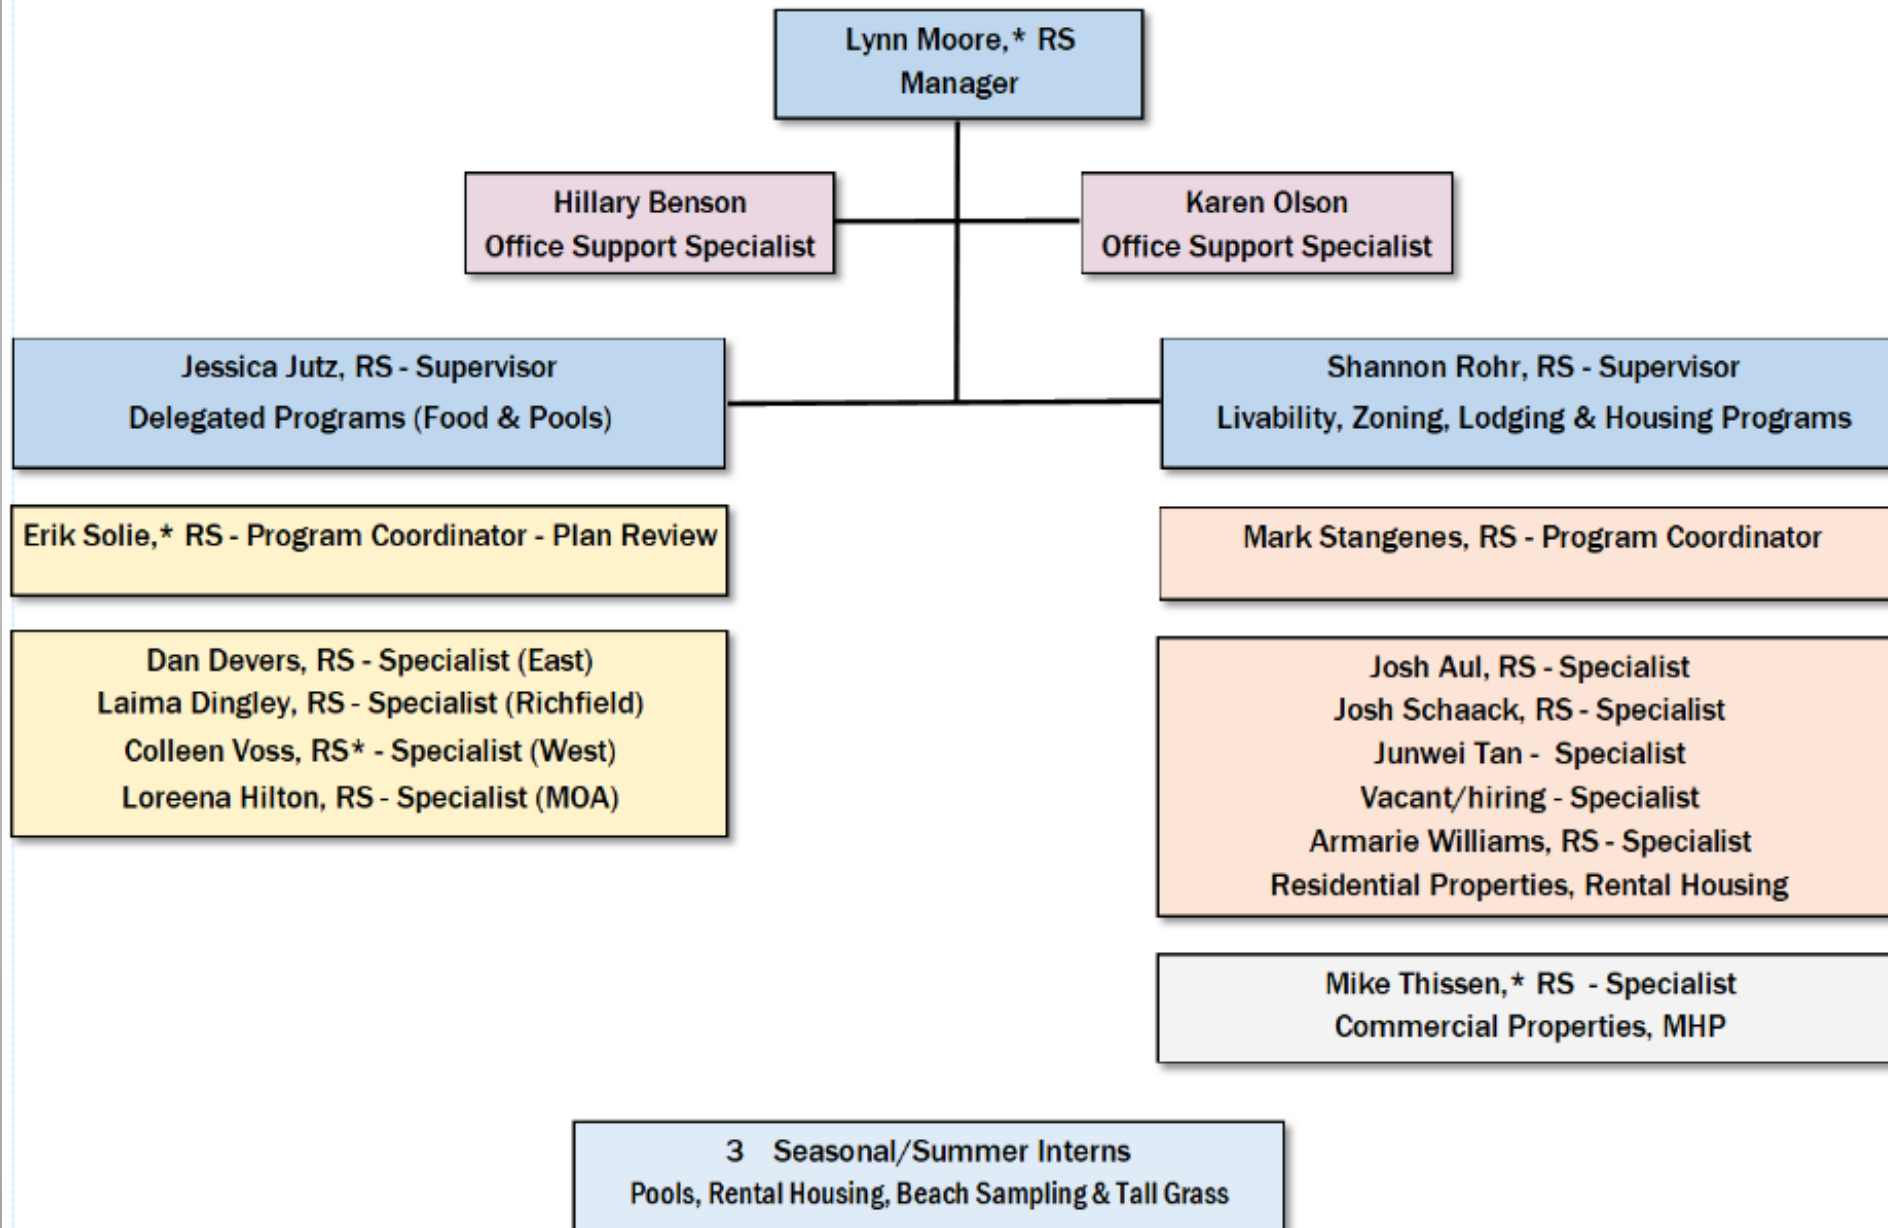 Lynn Moore,* RS
Manager
Hillary Benson
Office Support Specialist
Karen Olson
Office Support Specialist
Jessica Jutz, RS - Supervisor
Delegated Programs (Food & Pools)
Shannon Rohr, RS - Supervisor
Livability, Zoning, Lodging & Housing Programs
Erik Solie,* RS - Program Coordinator - Plan Review
Mark Stangenes, RS - Program Coordinator
Dan Devers, RS - Specialist (East)
Laima Dingley, RS - Specialist (Richfield)
Colleen Voss, RS* - Specialist (West)
Loreena Hilton, RS - Specialist (MOA)
Josh Aul, RS - Specialist
Josh Schaack, RS - Specialist
Junwei Tan - Specialist
Vacant/hiring - Specialist
Armarie Williams, RS - Specialist
Residential Properties, Rental Housing
Mike Thissen,* RS - Specialist
Commercial Properties, MHP
3 Seasonal/Summer Interns
Pools, Rental Housing, Beach Sampling & Tall Grass